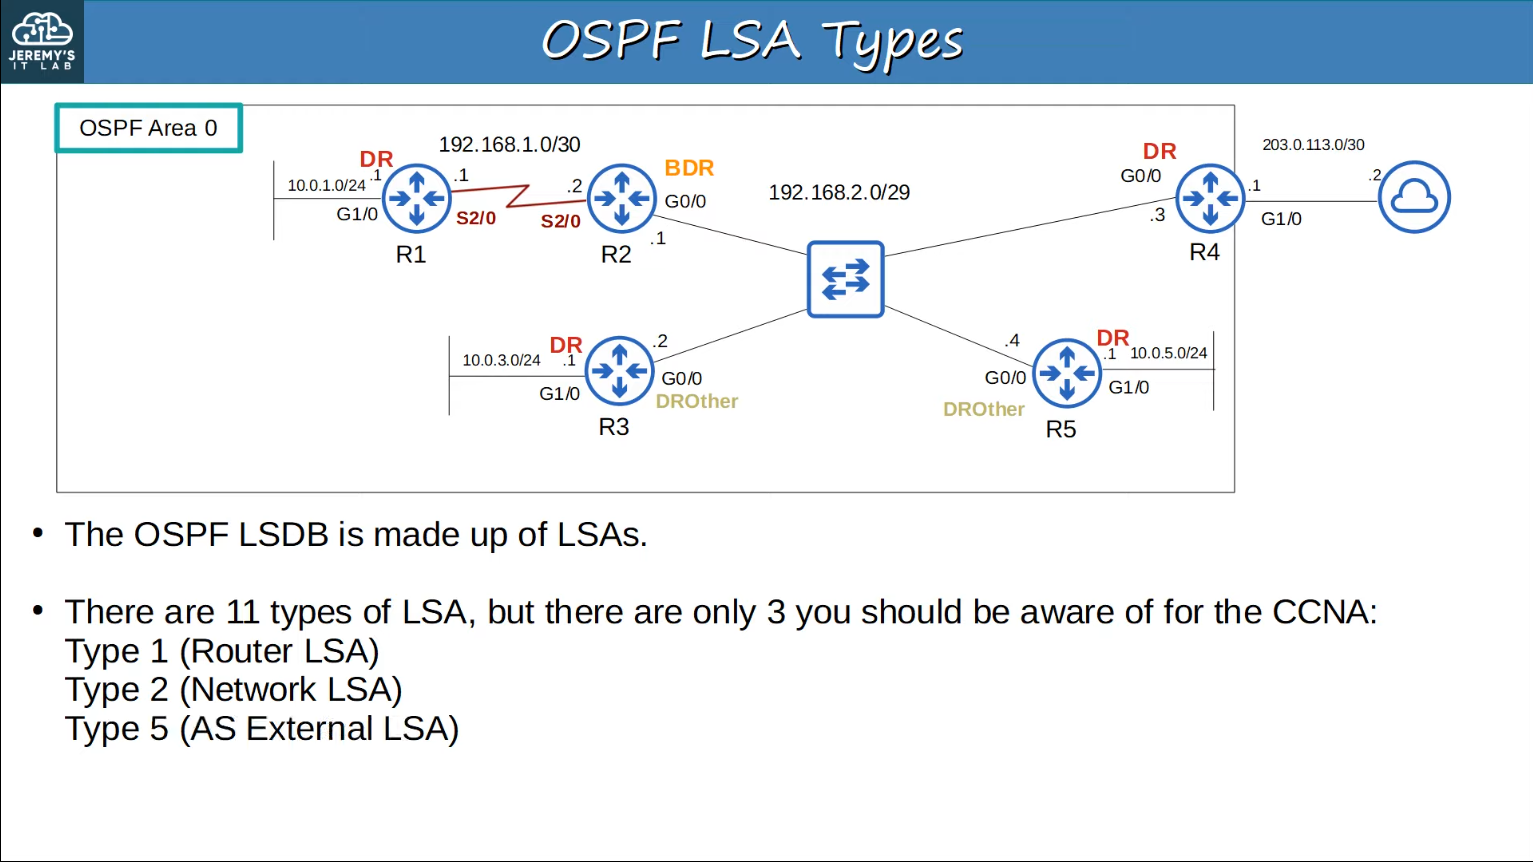 JEREMY'S
IT LAB
OSPF LSA Types
OSPF Area 0
192.168.1.0/30
DR
10.0.1.0/24
.1
G1/0
.1
S2/0
R1
.2
S2/0
BDR
G0/0
.1
R2
192.168.2.0/29
DR
G0/0
.3
R4
.1
G1/0
203.0.113.0/30
.2
DR
10.0.3.0/24
.1
G1/0
.2
G0/0
DROther
R3
.4
G0/0
DROther
R5
DR
.1
10.0.5.0/24
G1/0
• The OSPF LSDB is made up of LSAs.
• There are 11 types of LSA, but there are only 3 you should be aware of for the CCNA:
Type 1 (Router LSA)
Type 2 (Network LSA)
Type 5 (AS External LSA)